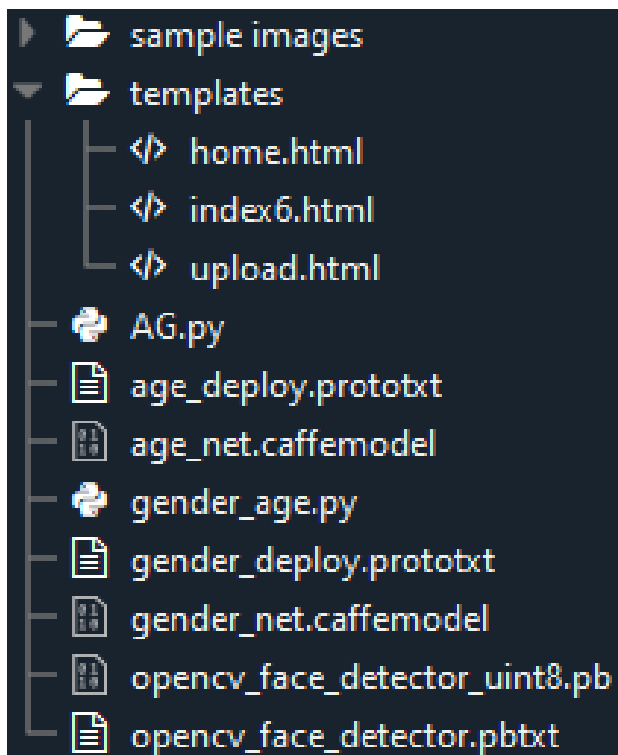 sample images
templates
home.html
index6.html
upload.html
AG.py
age_deploy.prototxt
age_net.caffemodel
gender_age.py
gender_deploy.prototxt
gender_net.caffemodel
opencv_face_detector_uint8.pb
opencv_face_detector.pbtxt